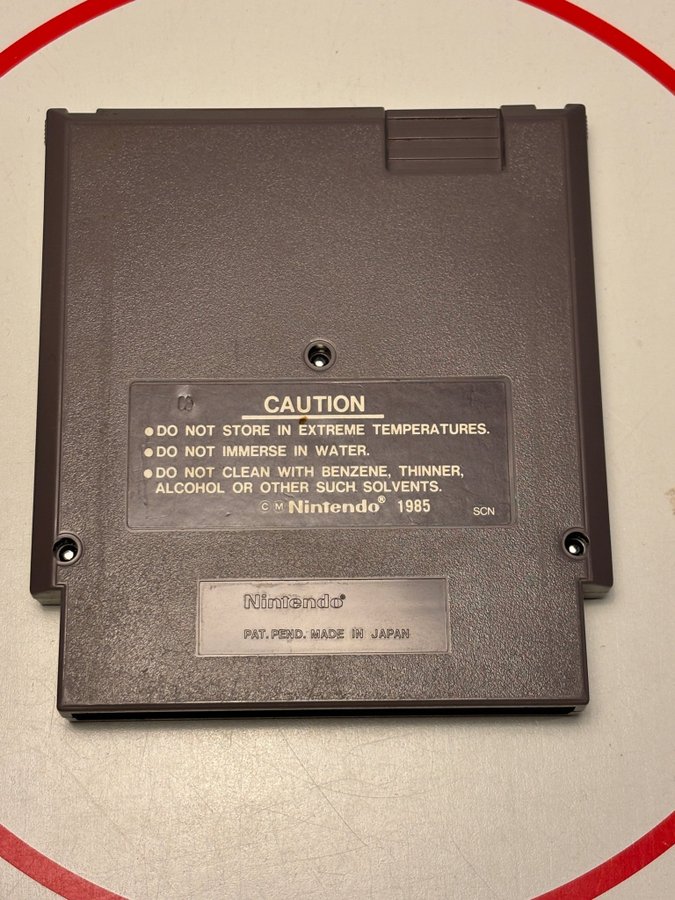 CAUTION
●DO NOT STORE IN EXTREME TEMPERATURES.
●DO NOT IMMERSE IN WATER.
●DO NOT CLEAN WITH BENZENE, THINNER,
ALCOHOL OR OTHER SUCH SOLVENTS.
Ⓒ Ⓜ Nintendo® 1985 SCN
Nintendo®
PAT. PEND. MADE IN JAPAN